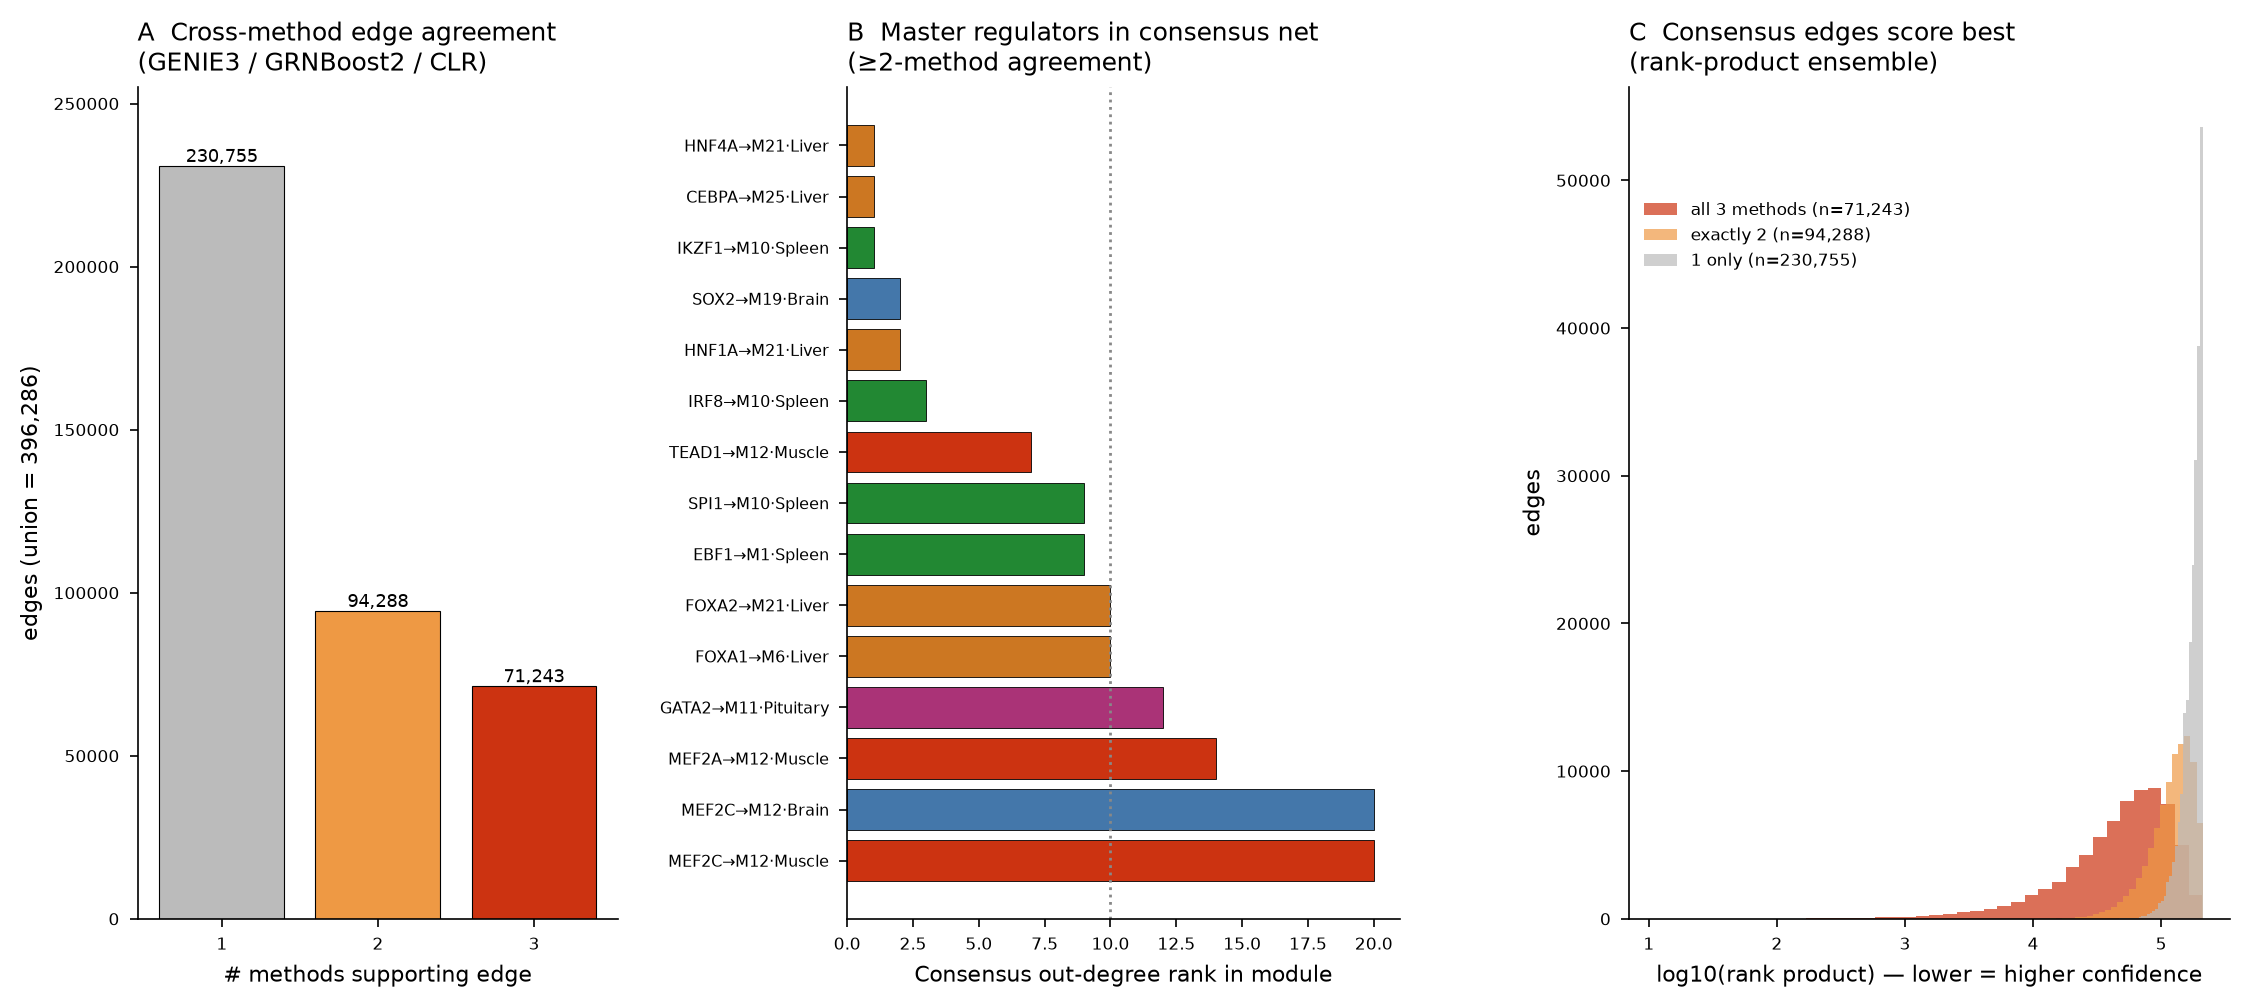 A  Cross-method edge agreement
(GENIE3 / GRNBoost2 / CLR)
edges (union = 396,286)
250000
200000
150000
100000
50000
0
230,755
94,288
71,243
1
2
3
# methods supporting edge
B  Master regulators in consensus net
(≥2-method agreement)
HNF4A→M21·Liver
CEBPA→M25·Liver
IKZF1→M10·Spleen
SOX2→M19·Brain
HNF1A→M21·Liver
IRF8→M10·Spleen
TEAD1→M12·Muscle
SPI1→M10·Spleen
EBF1→M1·Spleen
FOXA2→M21·Liver
FOXA1→M6·Liver
GATA2→M11·Pituitary
MEF2A→M12·Muscle
MEF2C→M12·Brain
MEF2C→M12·Muscle
0.0
2.5
5.0
7.5
10.0
12.5
15.0
17.5
20.0
Consensus out-degree rank in module
C  Consensus edges score best
(rank-product ensemble)
edges
50000
40000
30000
20000
10000
0
all 3 methods (n=71,243)
exactly 2 (n=94,288)
1 only (n=230,755)
1
2
3
4
5
log10(rank product) — lower = higher confidence